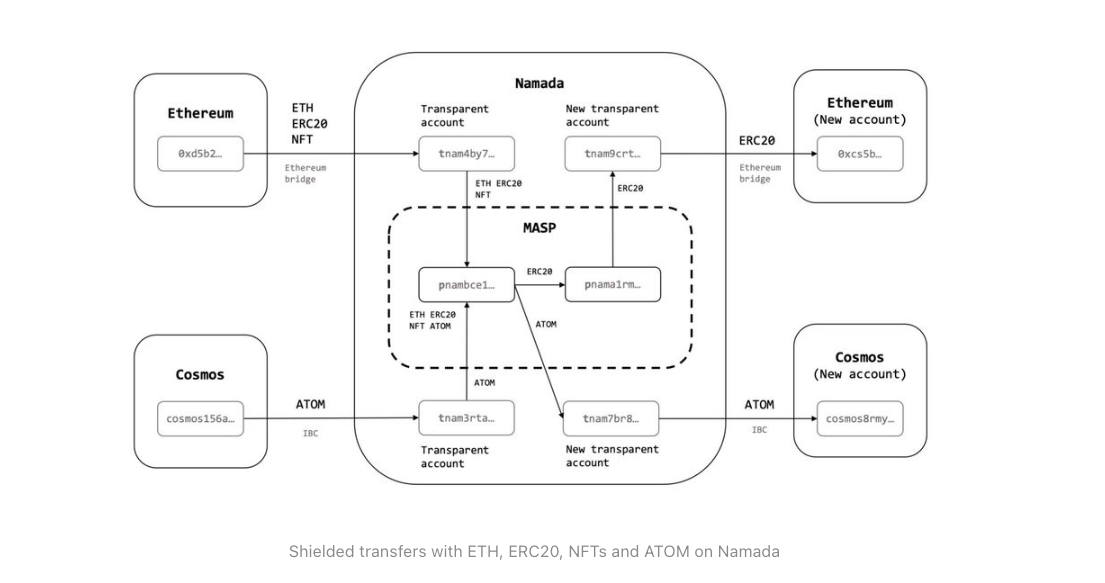 Namada
Ethereum
0xd5b2…
ETH
ERC20
NFT
Ethereum
bridge
Transparent
account
tnam4by7…
New transparent
account
tnam9crt…
ERC20
Ethereum
bridge
Ethereum
(New account)
0xcs5b…
ETH ERC20
NFT
ERC20
MASP
pnambce1…
ERC20
pnama1rm…
ETH ERC20
NFT ATOM
ATOM
ATOM
Cosmos
cosmos156a…
ATOM
IBC
tnam3rta…
Transparent
account
tnam7br8…
New transparent
account
ATOM
IBC
Cosmos
(New account)
cosmos8rmy…
Shielded transfers with ETH, ERC20, NFTs and ATOM on Namada